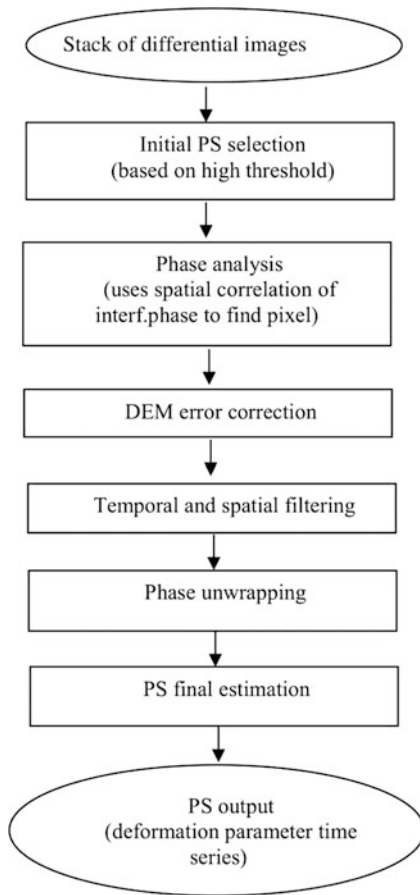 Stack of differential images
Initial PS selection
(based on high threshold)
Phase analysis
(uses spatial correlation of
interf.phase to find pixel)
DEM error correction
Temporal and spatial filtering
Phase unwrapping
PS final estimation
PS output
(deformation parameter time
series)